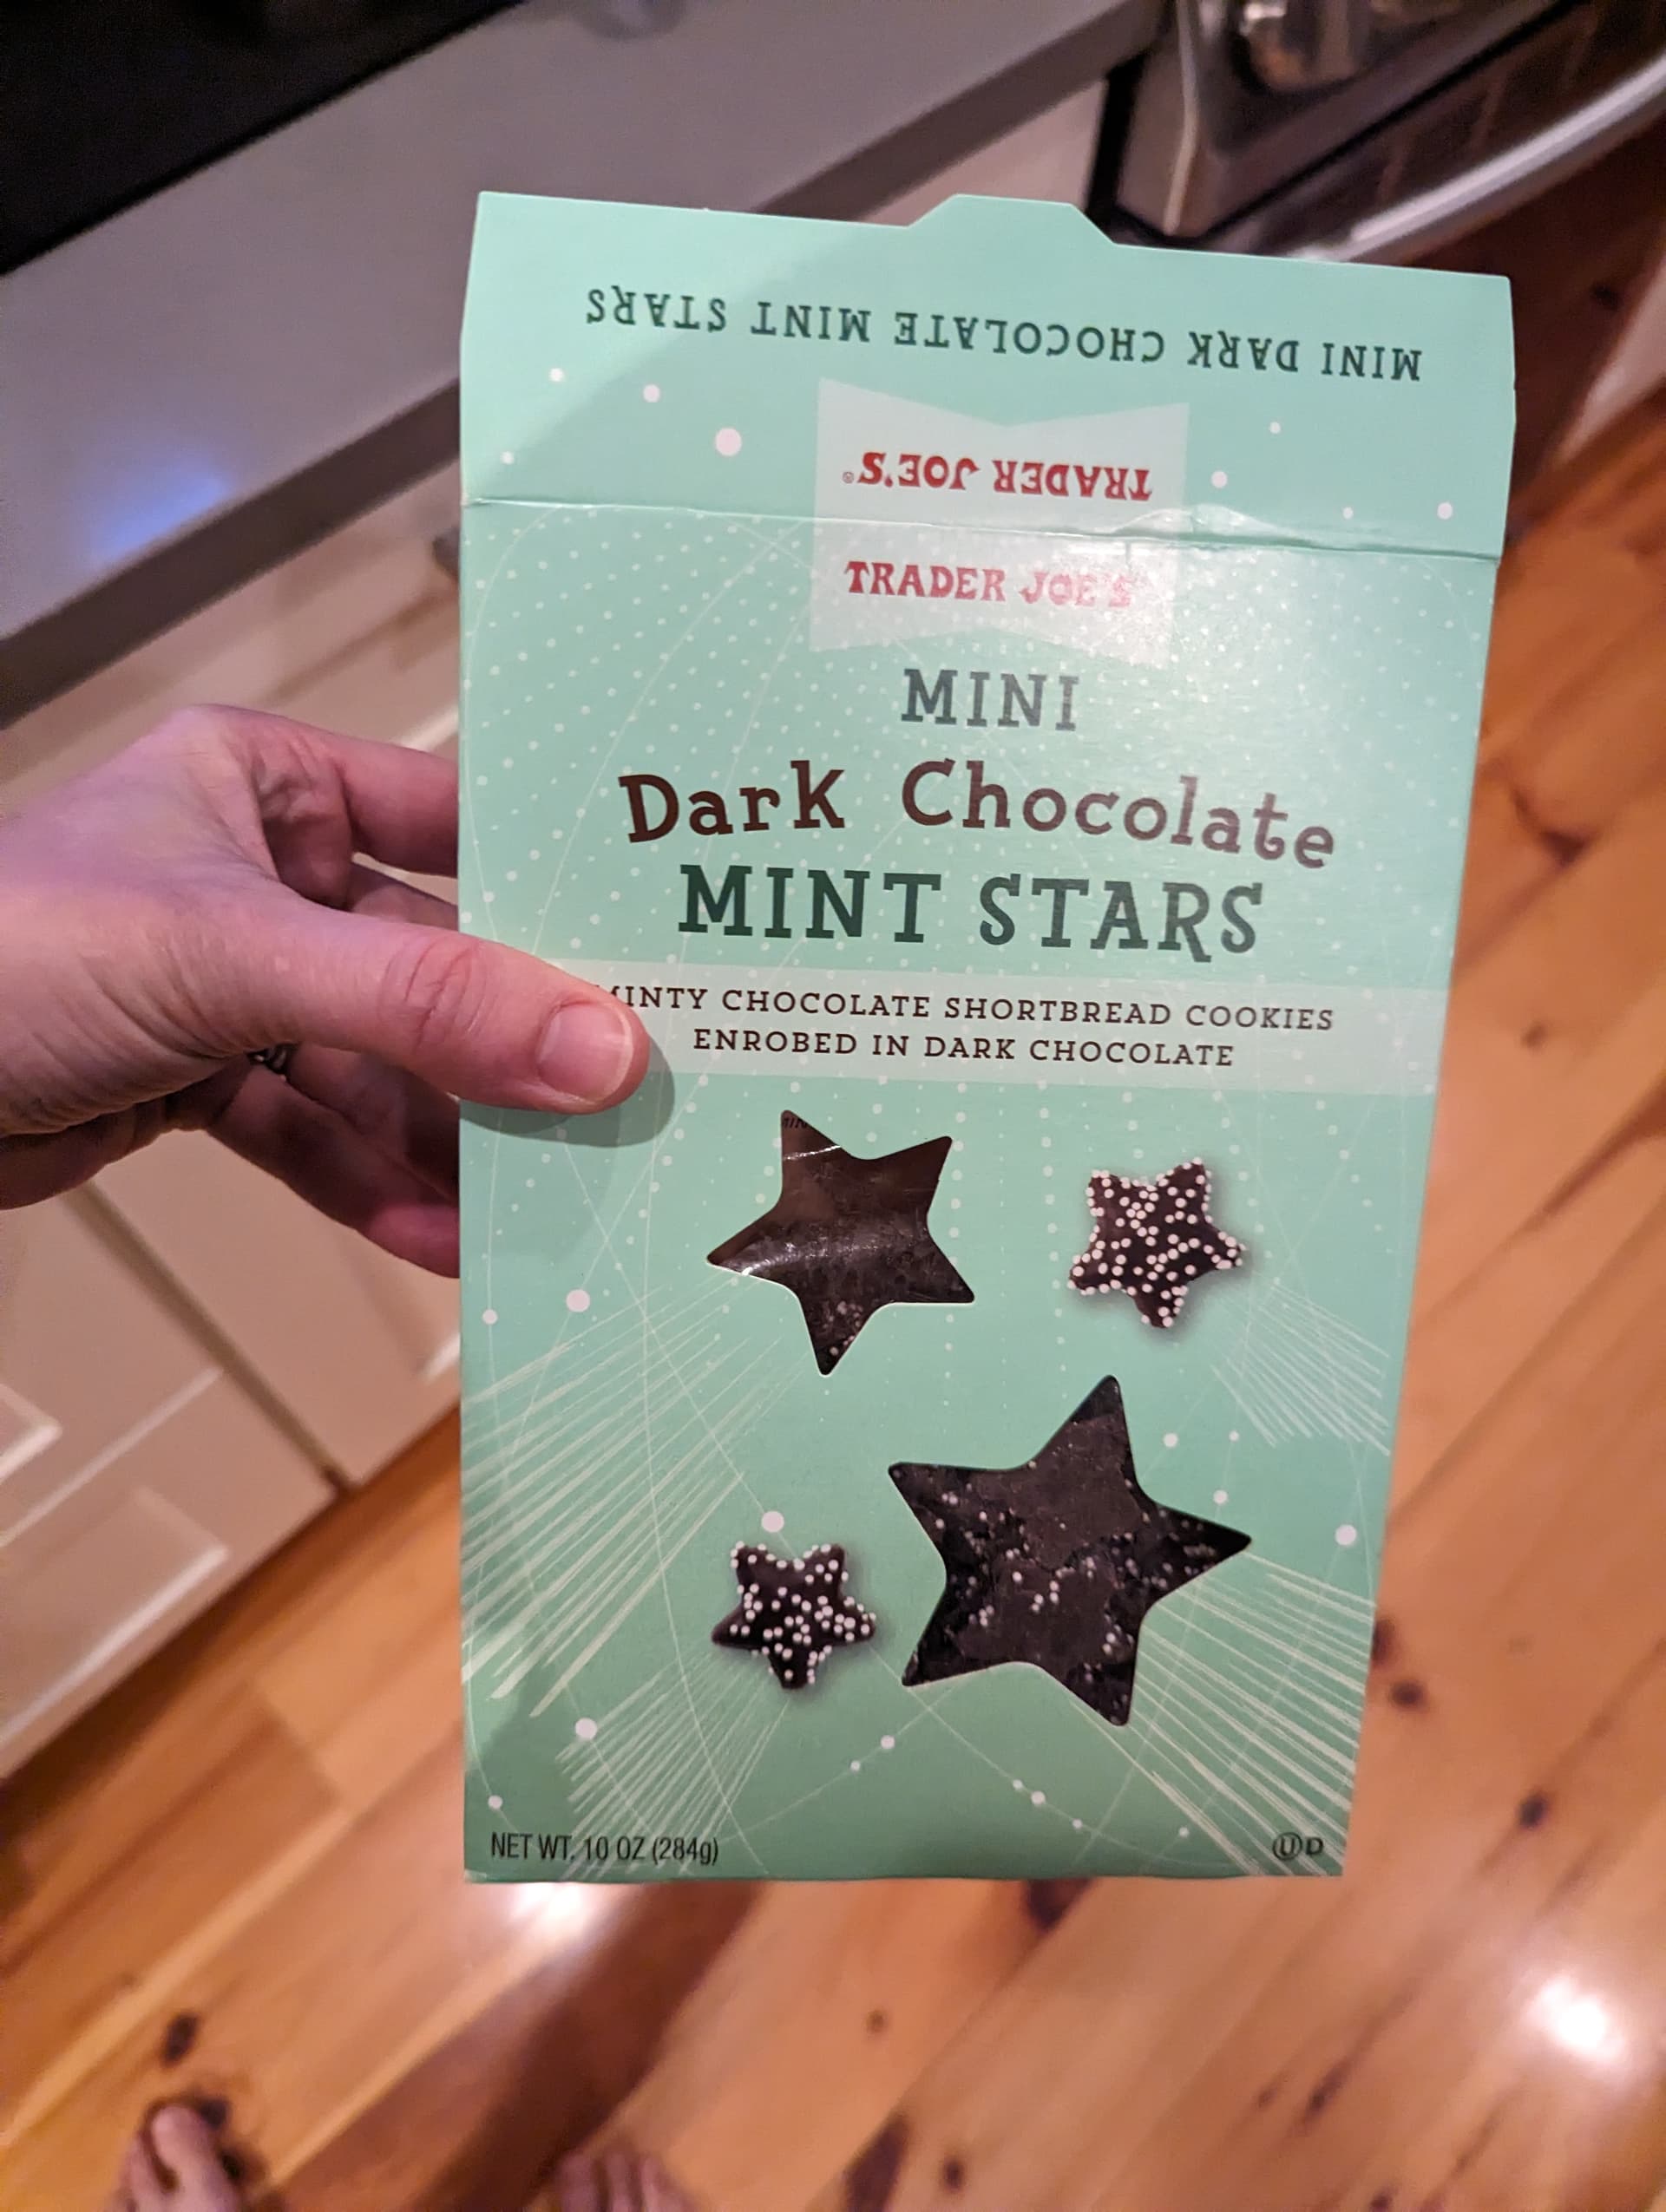 MINI DARK CHOCOLATE MINT STARS
TRADER JOE'S®
TRADER JOE'S
MINI
Dark Chocolate
MINT STARS
MINTY CHOCOLATE SHORTBREAD COOKIES
ENROBED IN DARK CHOCOLATE
NET WT. 10 OZ (284g)
Ⓤ D